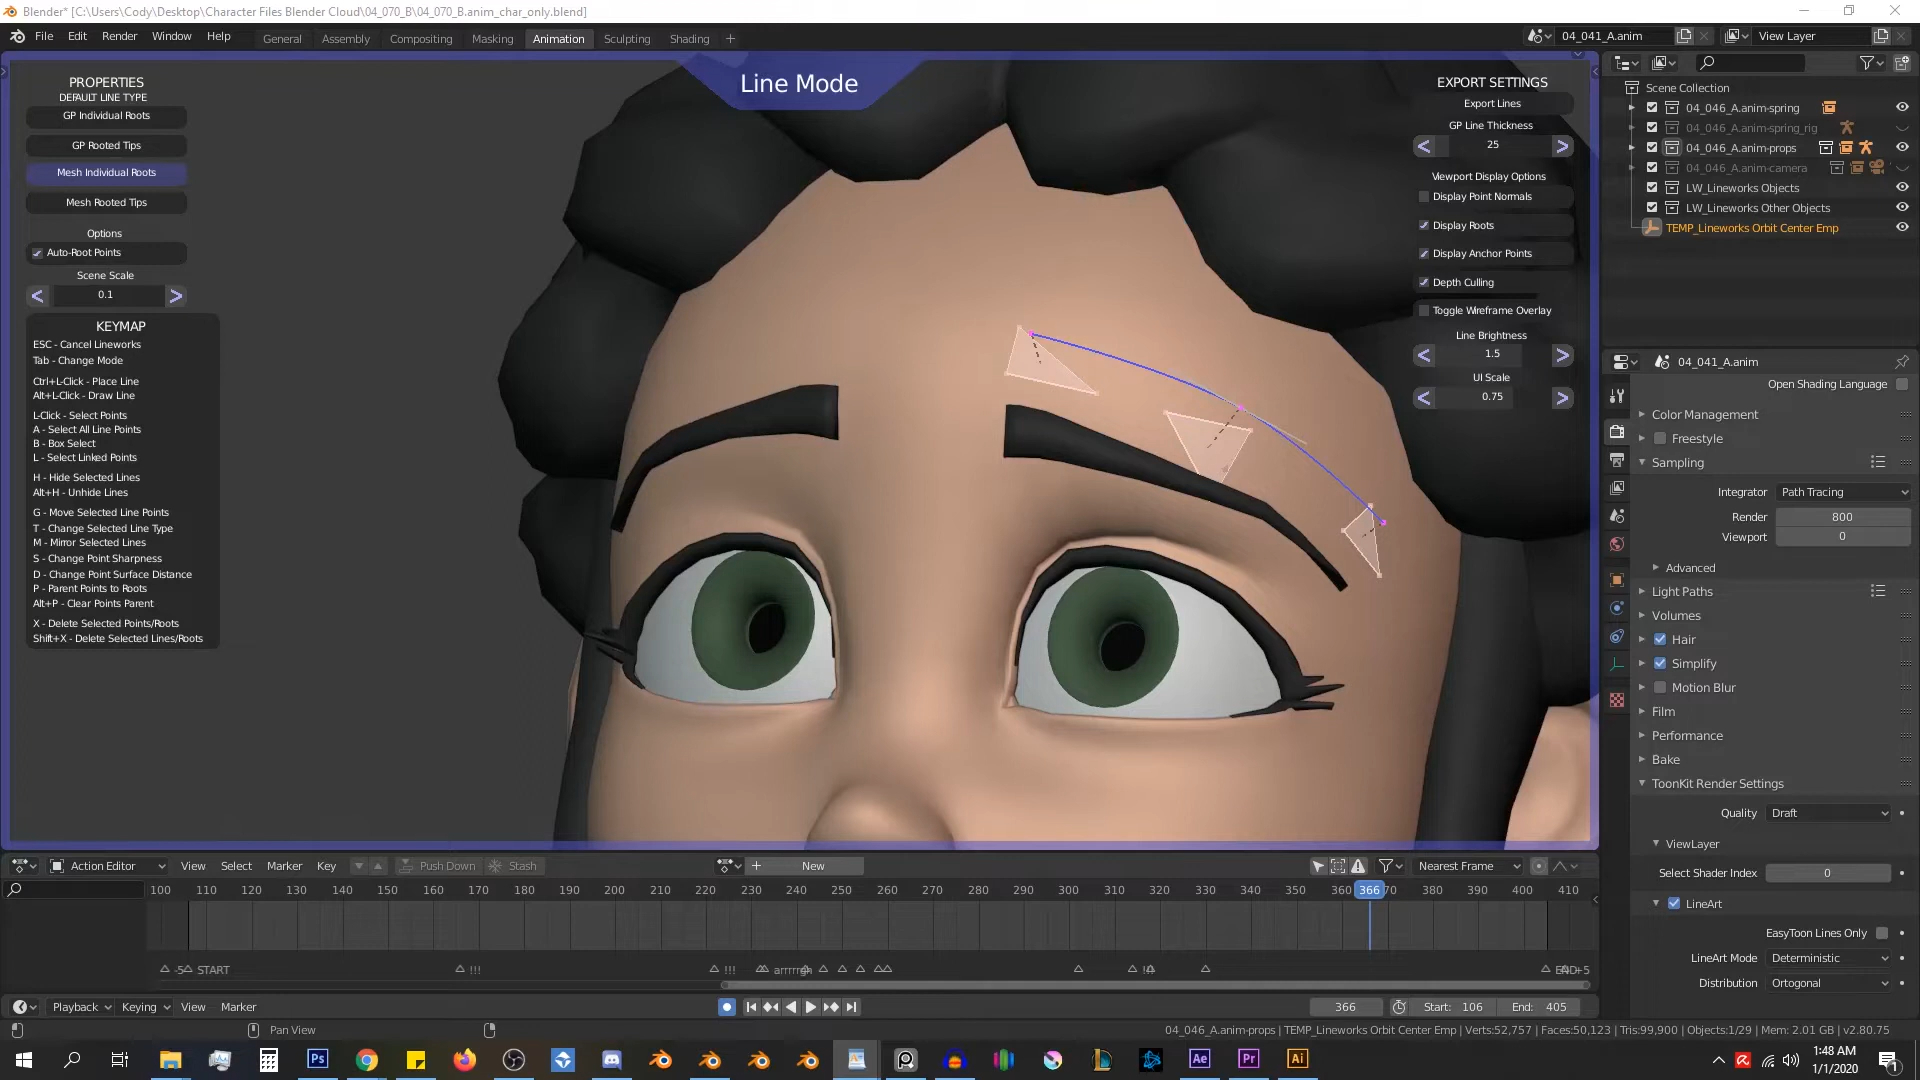 Blender* [C:\Users\Cody\Desktop\Character Files Blender Cloud\04_070_B\04_070_B.anim_char_only.blend]
File Edit Render Window Help General Assembly Compositing Masking Animation Sculpting Shading + 04_041_A.anim View Layer
Line Mode
PROPERTIES
DEFAULT LINE TYPE
GP Individual Roots
GP Rooted Tips
Mesh Individual Roots
Mesh Rooted Tips
Options
Auto-Root Points
Scene Scale
< 0.1 >
KEYMAP
ESC - Cancel Lineworks
Tab - Change Mode
Ctrl+L-Click - Place Line
Alt+L-Click - Draw Line
L-Click - Select Points
A - Select All Line Points
B - Box Select
L - Select Linked Points
H - Hide Selected Lines
Alt+H - Unhide Lines
G - Move Selected Line Points
T - Change Selected Line Type
M - Mirror Selected Lines
S - Change Point Sharpness
D - Change Point Surface Distance
P - Parent Points to Roots
Alt+P - Clear Points Parent
X - Delete Selected Points/Roots
Shift+X - Delete Selected Lines/Roots
EXPORT SETTINGS
Export Lines
GP Line Thickness
< 25 >
Viewport Display Options
Display Point Normals
Display Roots
Display Anchor Points
Depth Culling
Toggle Wireframe Overlay
Line Brightness
< 1.5 >
UI Scale
< 0.75 >
Scene Collection
04_046_A.anim-spring
04_046_A.anim-spring_rig
04_046_A.anim-props
04_046_A.anim-camera
LW_Lineworks Objects
LW_Lineworks Other Objects
TEMP_Lineworks Orbit Center Emp
04_041_A.anim
Open Shading Language
Color Management
Freestyle
Sampling
Integrator Path Tracing
Render 800
Viewport 0
Advanced
Light Paths
Volumes
Hair
Simplify
Motion Blur
Film
Performance
Bake
ToonKit Render Settings
Quality Draft
ViewLayer
Select Shader Index 0
LineArt
EasyToon Lines Only
LineArt Mode Deterministic
Distribution Ortogonal
Action Editor View Select Marker Key Push Down Stash + New Nearest Frame
100 110 120 130 140 150 160 170 180 190 200 210 220 230 240 250 260 270 280 290 300 310 320 330 340 350 360 366 70 380 390 400 410
-5 START !!! !!! arrrrrgh END+5
Playback Keying View Marker 366 Start: 106 End: 405
Pan View 04_046_A.anim-props | TEMP_Lineworks Orbit Center Emp | Verts:52,757 | Faces:50,123 | Tris:99,900 | Objects:1/29 | Mem: 2.01 GB | v2.80.75
Ps Ae Pr Ai 1:48 AM
1/1/2020 1